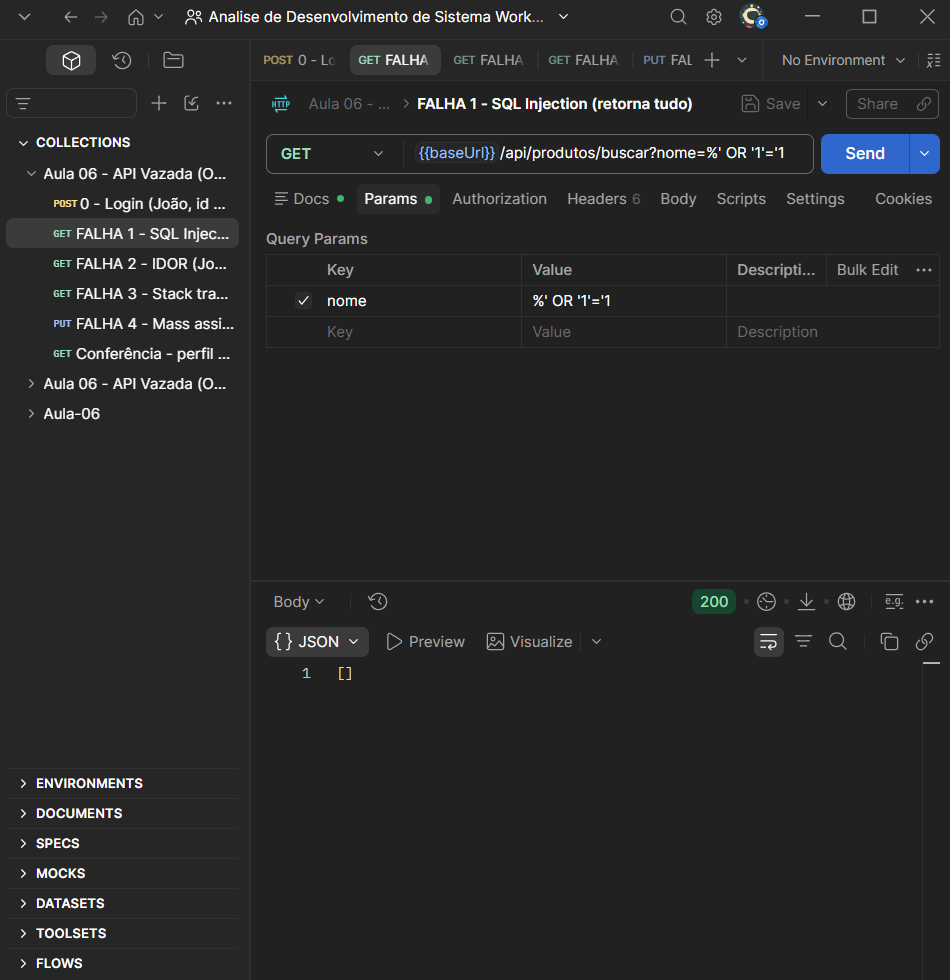 Analise de Desenvolvimento de Sistema Work...
POST 0 - Lo
GET FALHA
GET FALHA
GET FALHA
PUT FAL
No Environment
COLLECTIONS
Aula 06 - API Vazada (O...
POST 0 - Login (João, id ...
GET FALHA 1 - SQL Injec...
GET FALHA 2 - IDOR (Jo...
GET FALHA 3 - Stack tra...
PUT FALHA 4 - Mass assi...
GET Conferência - perfil ...
Aula 06 - API Vazada (O...
Aula-06
ENVIRONMENTS
DOCUMENTS
SPECS
MOCKS
DATASETS
TOOLSETS
FLOWS
HTTP Aula 06 - ... > FALHA 1 - SQL Injection (retorna tudo)
Save
Share
GET
{{baseUrl}} /api/produtos/buscar?nome=%' OR '1'='1
Send
Docs Params Authorization Headers 6 Body Scripts Settings Cookies
Query Params
Key Value Descripti... Bulk Edit
nome %' OR '1'='1
Key Value Description
Body
200
e.g.
{} JSON Preview Visualize
1 []